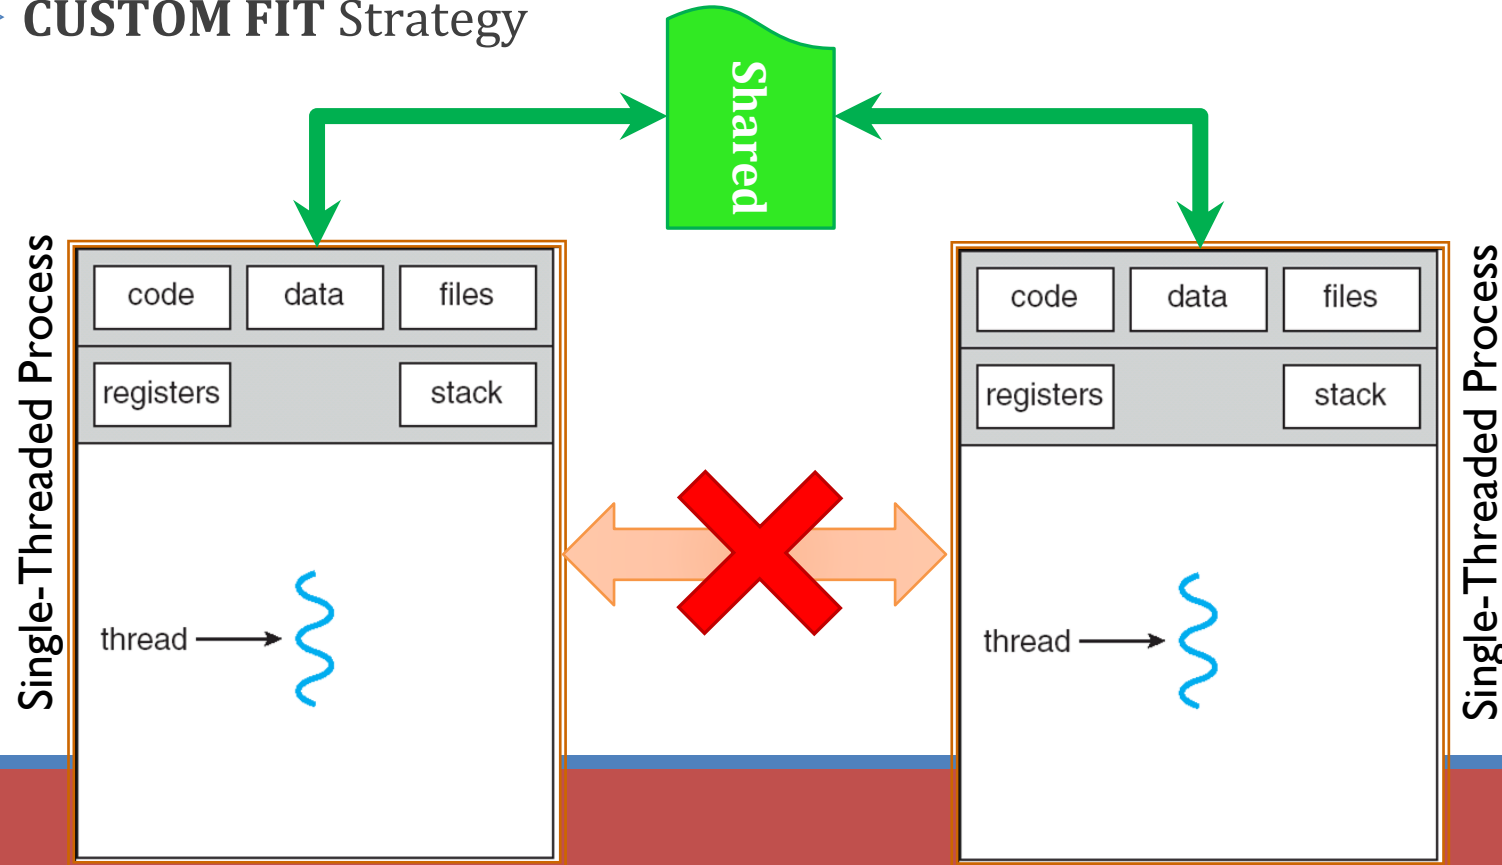 CUSTOM FIT Strategy
Shared
Single-Threaded Process
code data files
registers stack
thread
code data files
registers stack
thread
Single-Threaded Process